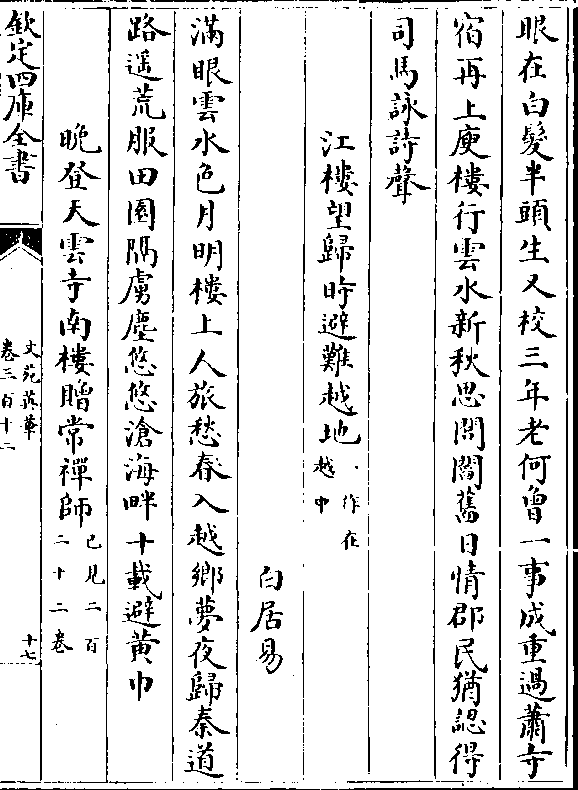 眼在白髮半頭生又校三年老何曾一事成重過蕭寺
宿再上庾樓行雲水新秋思閭閻舊日情郡民猶認得
司馬詠詩聲
江樓望歸時避難越地一作在越中
白居易
滿眼雲水色月明樓上人旅愁春入越鄉夢夜歸秦道
路遥荒服田園隔虜塵悠悠滄海畔十載避黄巾
晚登天雲寺南樓贈常禪師已見二百二十二卷
欽定四庫全書
文苑英華
卷三百十二
十七